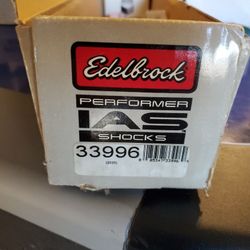 Edelbrock
PERFORMER
IAS
SHOCKS
33996